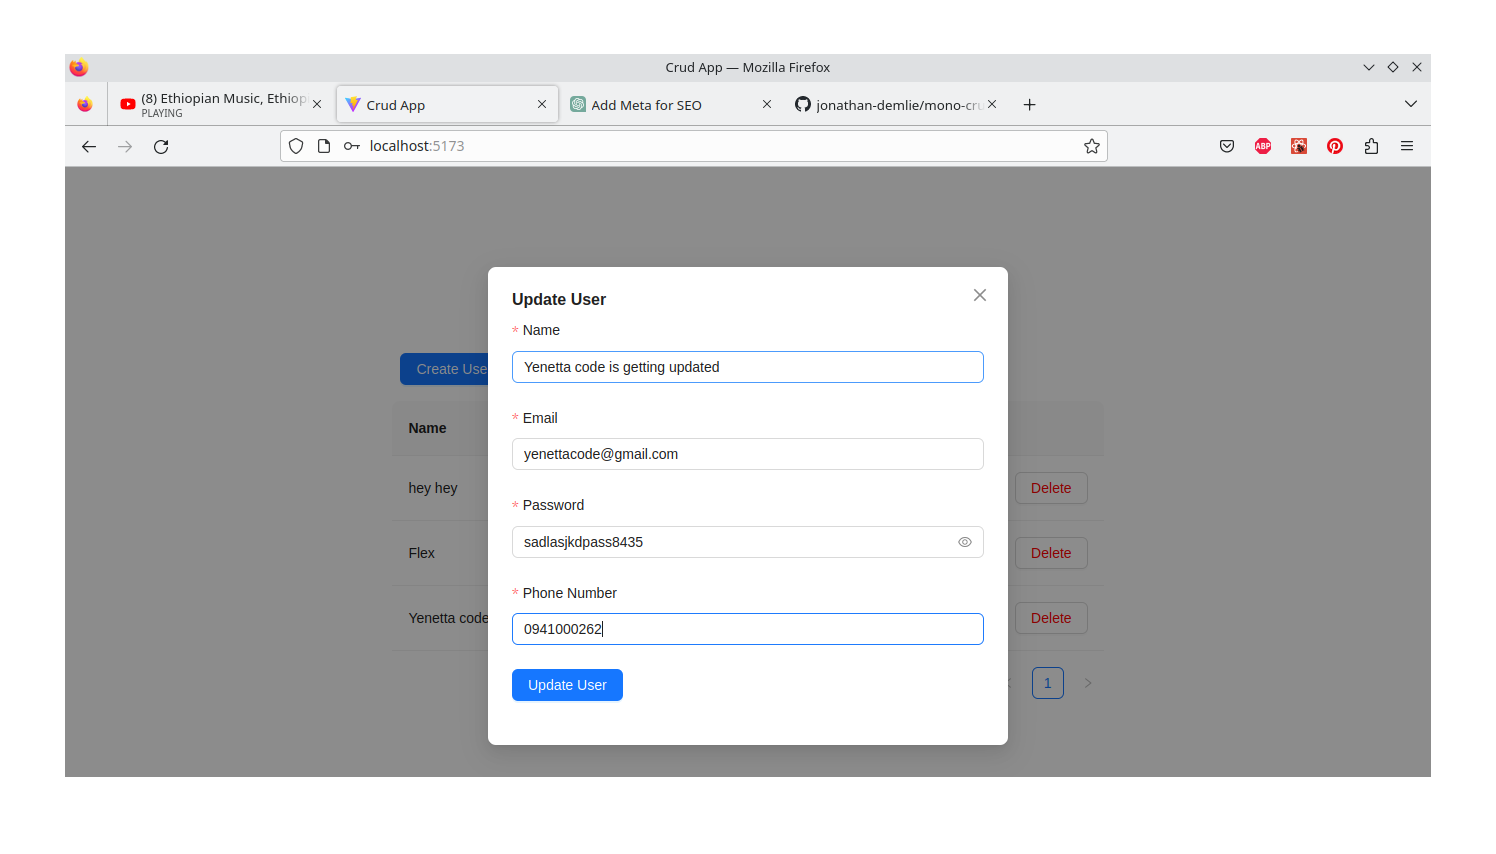 Crud App — Mozilla Firefox
(8) Ethiopian Music, Ethiop
PLAYING
Crud App
Add Meta for SEO
jonathan-demlie/mono-cru
localhost:5173
ABP
Update User
* Name
Yenetta code is getting updated
* Email
yenettacode@gmail.com
* Password
sadlasjkdpass8435
* Phone Number
0941000262
Update User
Create Use
Name
hey hey
Delete
Flex
Delete
Yenetta code
Delete
1